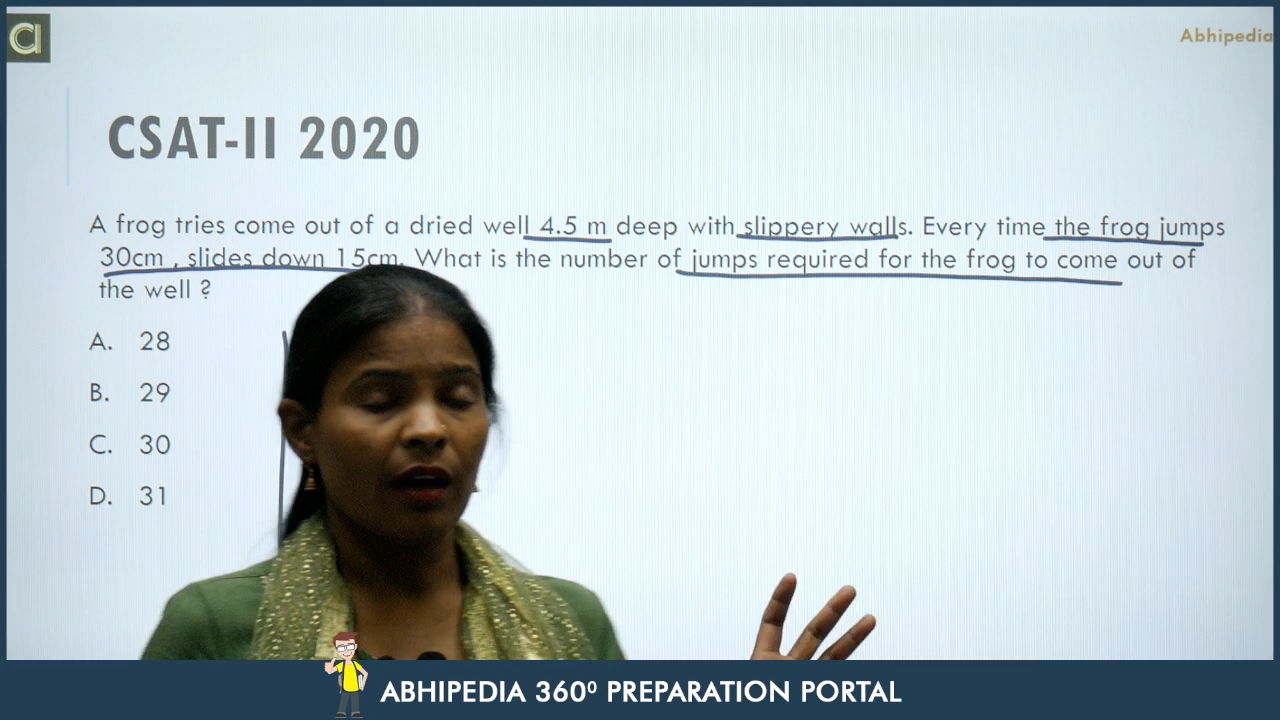 Abhipedia
CSAT-II 2020
A frog tries come out of a dried well 4.5 m deep with slippery walls. Every time the frog jumps
30cm , slides down 15cm. What is the number of jumps required for the frog to come out of
the well ?
A. 28
B. 29
C. 30
D. 31
ABHIPEDIA 360⁰ PREPARATION PORTAL